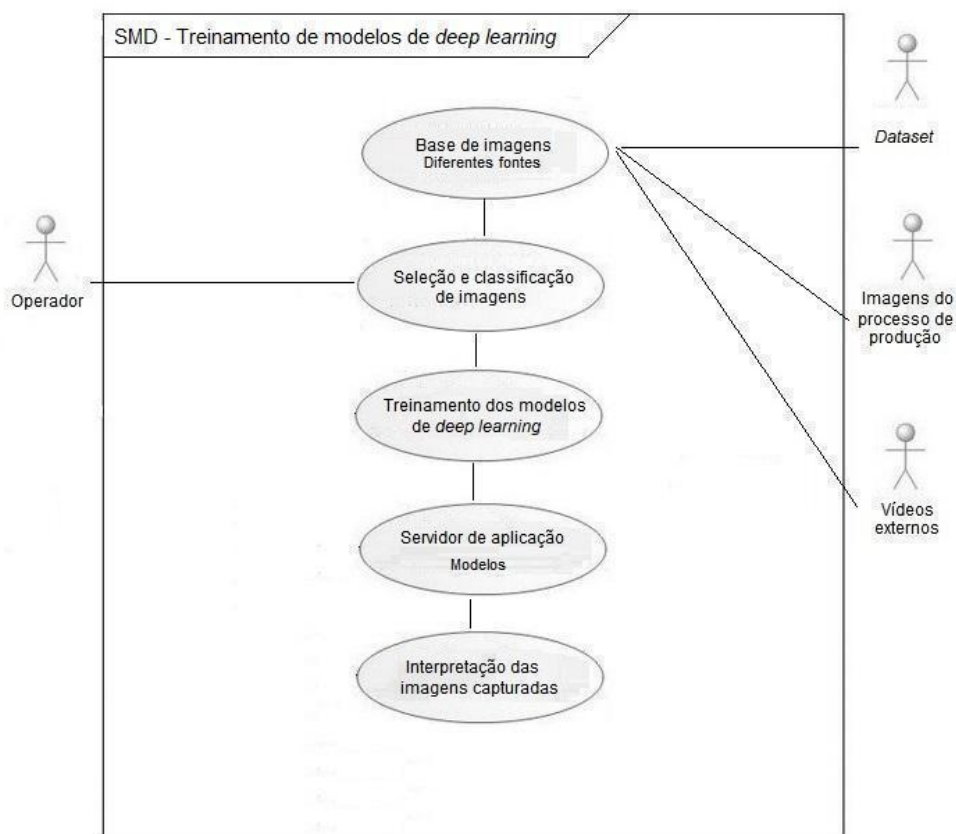 SMD - Treinamento de modelos de deep learning
Base de imagens
Diferentes fontes
Dataset
Seleção e classificação
de imagens
Operador
Imagens do
processo de
produção
Treinamento dos modelos
de deep learning
Vídeos
externos
Servidor de aplicação
Modelos
Interpretação das
imagens capturadas